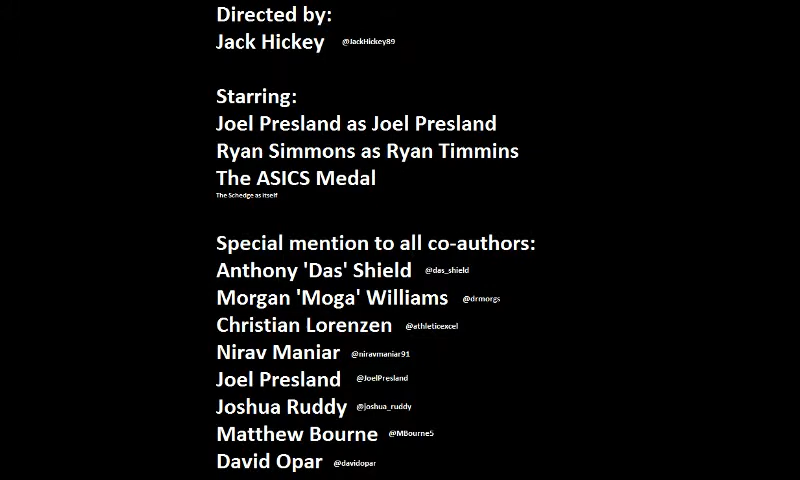 Directed by:
Jack Hickey @JackHickey89
Starring:
Joel Presland as Joel Presland
Ryan Simmons as Ryan Timmins
The ASICS Medal
The Schedge as itself
Special mention to all co-authors:
Anthony 'Das' Shield @das_shield
Morgan 'Moga' Williams @drmorgs
Christian Lorenzen @athleticexcel
Nirav Maniar @niravmaniar91
Joel Presland @JoelPresland
Joshua Ruddy @joshua_ruddy
Matthew Bourne @MBourne5
David Opar @davidopar